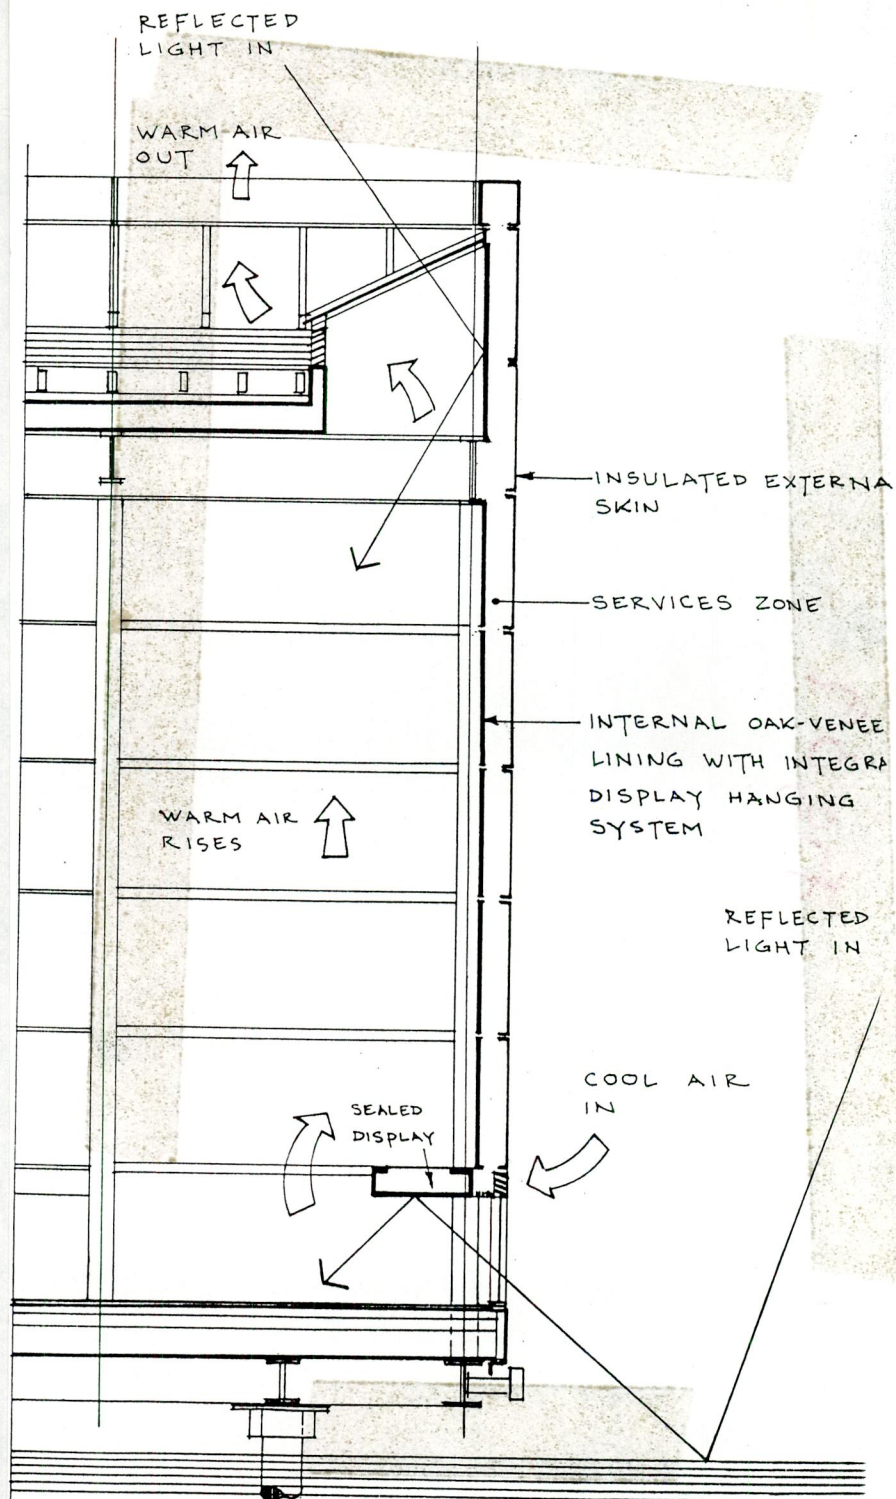 REFLECTED
LIGHT IN
WARM AIR
OUT
INSULATED EXTERNA
SKIN
SERVICES ZONE
INTERNAL OAK-VENEE
LINING WITH INTEGRA
DISPLAY HANGING
SYSTEM
WARM AIR
RISES
REFLECTED
LIGHT IN
COOL AIR
IN
SEALED
DISPLAY